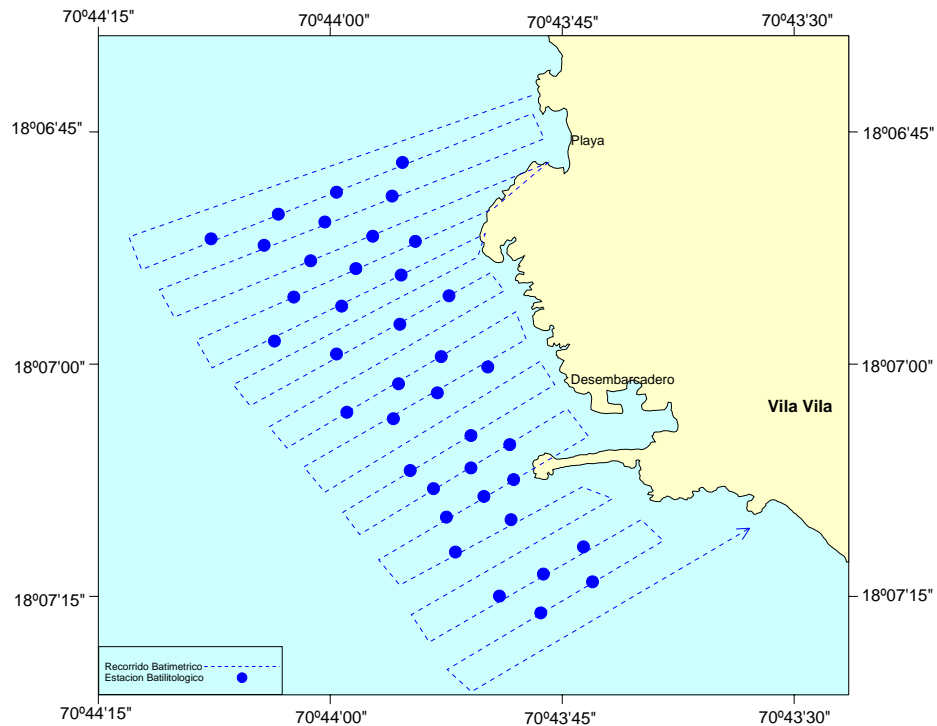 70º44'15" 70º44'00" 70º43'45" 70º43'30"
18º06'45" 18º06'45"
Playa
18º07'00" 18º07'00"
Desembarcadero
Vila Vila
18º07'15" 18º07'15"
Recorrido Batimetrico
Estacion Batilitologico
70º44'15" 70º44'00" 70º43'45" 70º43'30"